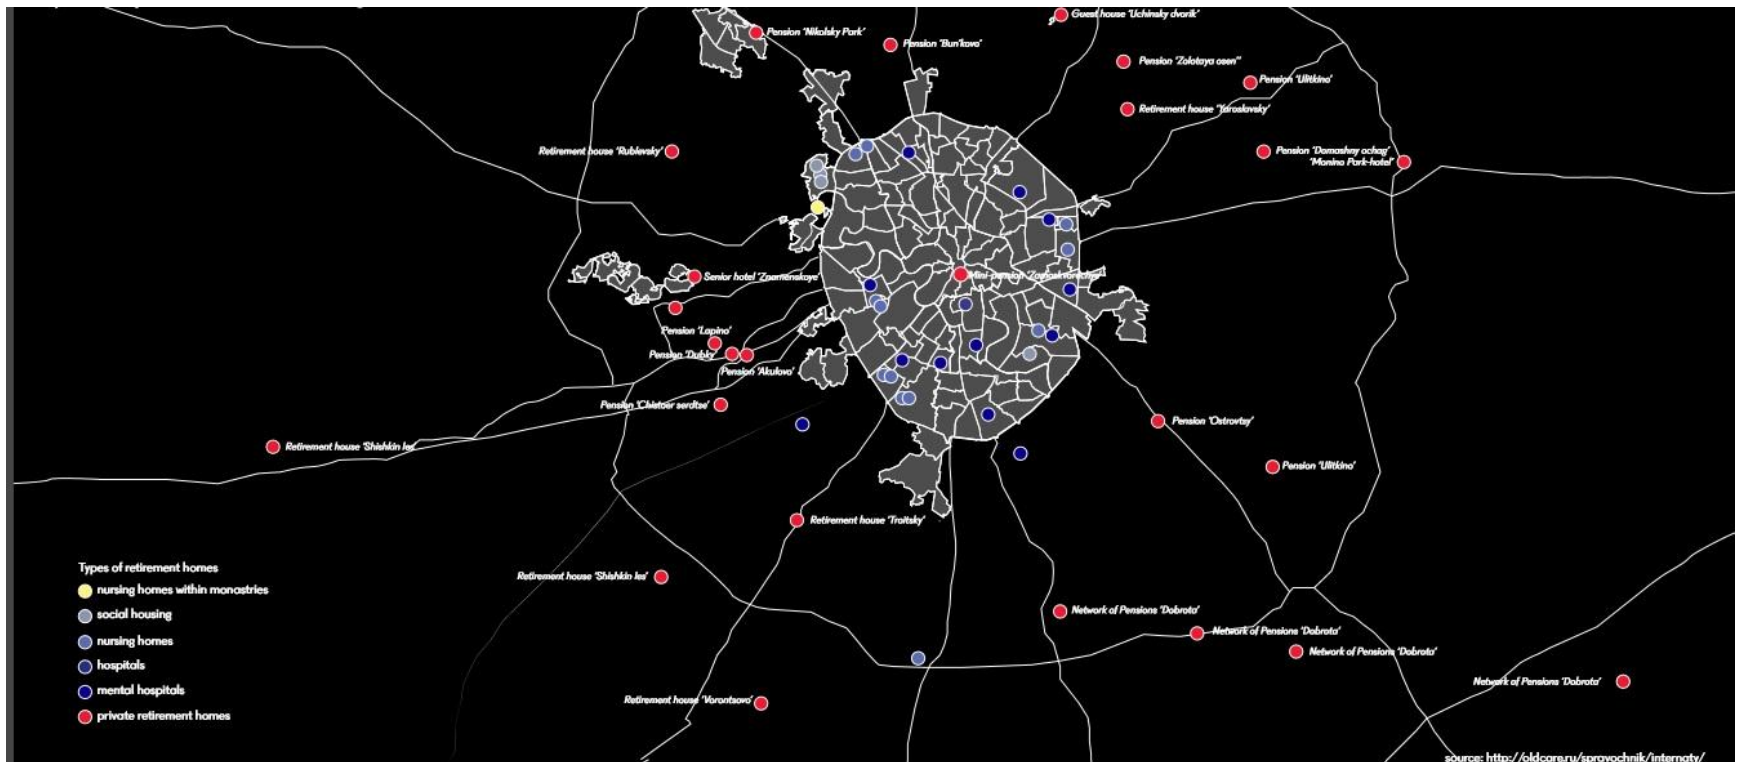 Guest house 'Uchinsky dvorik'
Pension 'Nikolsky Park'
Pension 'Bun'kovo'
Pension 'Zolotaya osen''
Pension 'Ulitkino'
Retirement house 'Yaroslavsky'
Retirement house 'Rublevsky'
Pension 'Domashny ochag'
'Monino Park-hotel'
Senior hotel 'Znamenskoye'
Mini-pension 'Zamoskvorechye'
Pension 'Lapino'
Pension 'Dubky'
Pension 'Akulovo'
Pension 'Chistoer serdtse'
Pension 'Ostrovtsy'
Retirement house 'Shishkin les'
Pension 'Ulitkino'
Retirement house 'Troitsky'
Retirement house 'Shishkin les'
Network of Pensions 'Dobrota'
Network of Pensions 'Dobrota'
Network of Pensions 'Dobrota'
Network of Pensions 'Dobrota'
Retirement house 'Vorontsovo'
Types of retirement homes
nursing homes within monastries
social housing
nursing homes
hospitals
mental hospitals
private retirement homes
source: http://oldcare.ru/spravochnik/internaty/